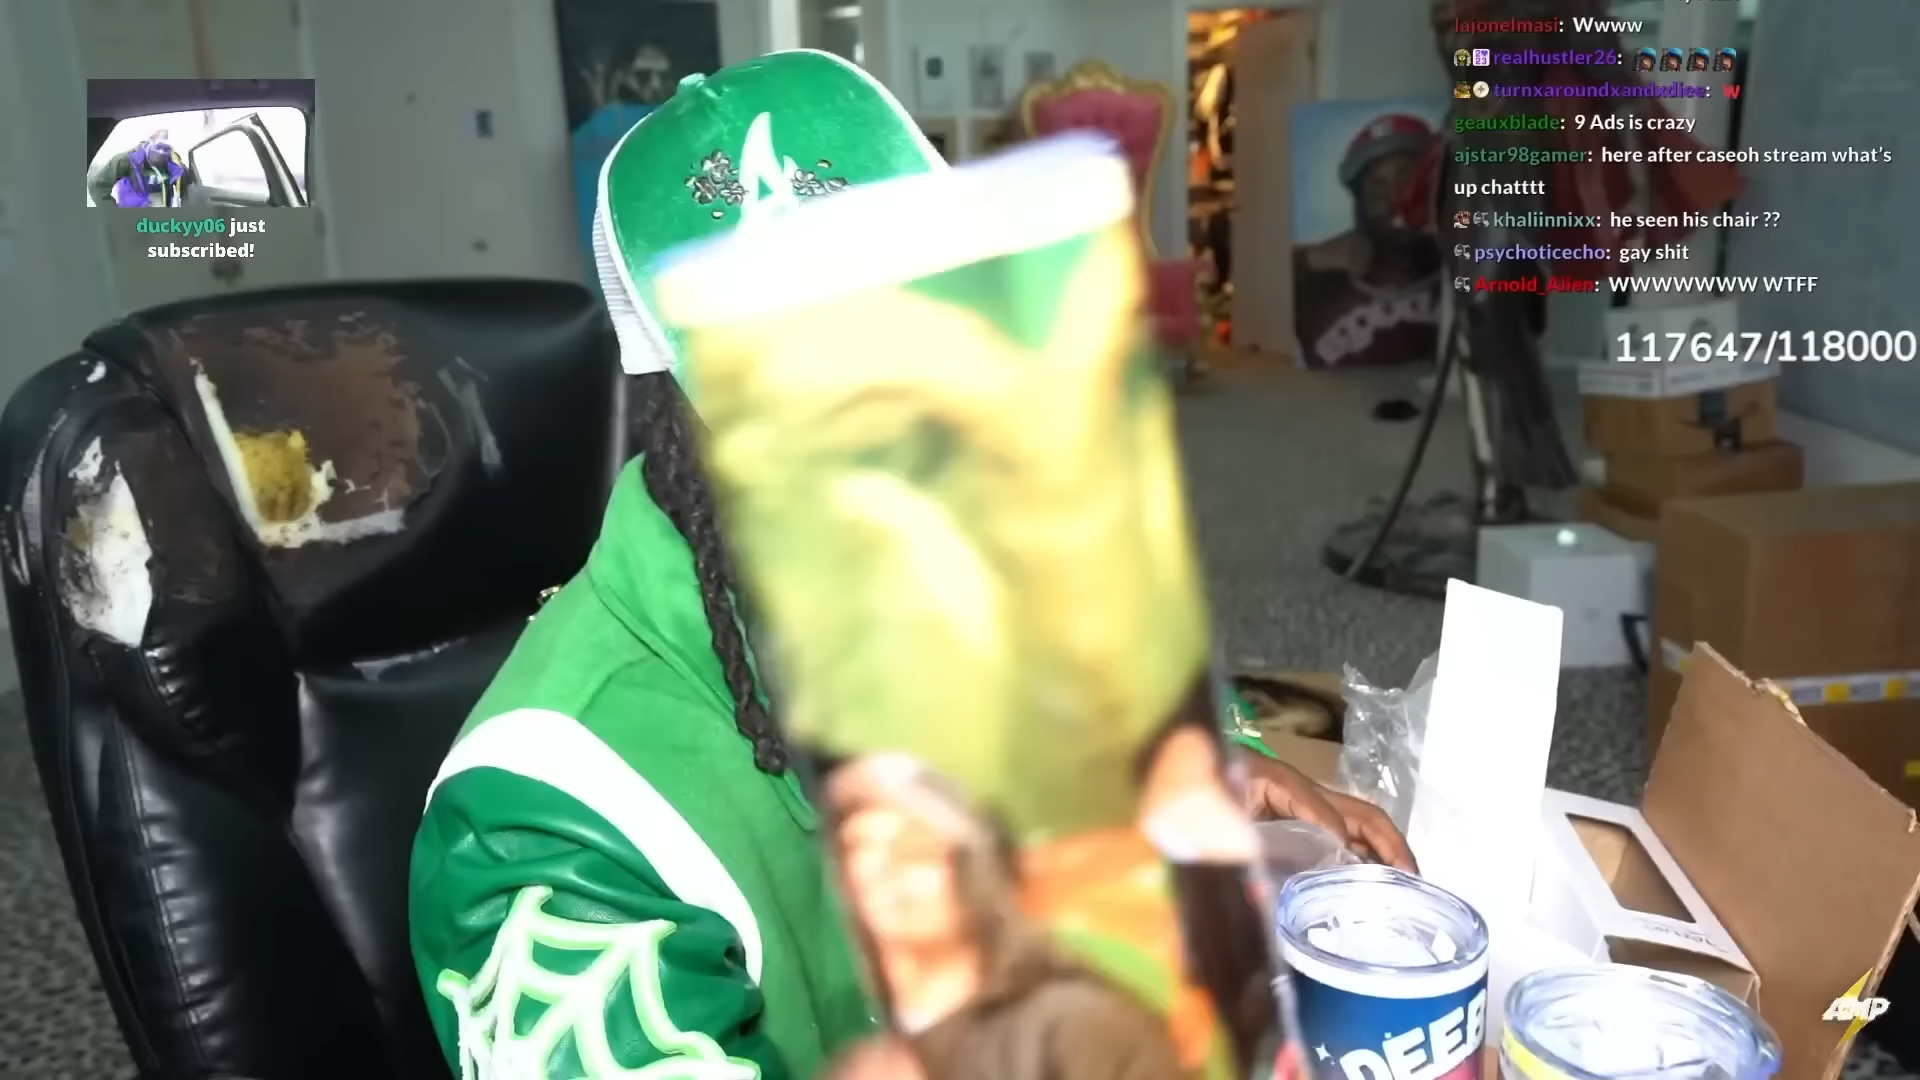 lajonelmasi: Wwww
realhustler26:
turnxaroundxandxdiee: W
geauxblade: 9 Ads is crazy
ajstar98gamer: here after caseoh stream what's
up chatttt
khaliinnixx: he seen his chair ??
psychoticecho: gay shit
Arnold_Allen: WWWWWWW WTFF
duckyy06 just
subscribed!
117647/118000
A
DEEB
AMP